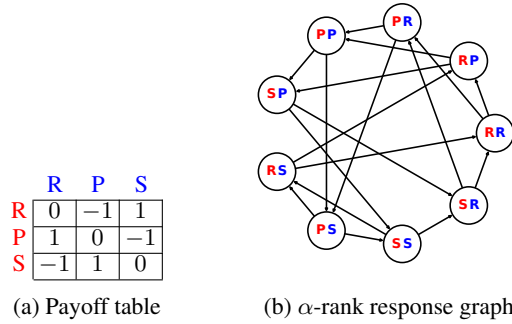 R P S
R 0 −1 1
P 1 0 −1
S −1 1 0
(a) Payoff table
PR
PP
RP
SP
RR
RS
SR
PS
SS
(b) α-rank response graph